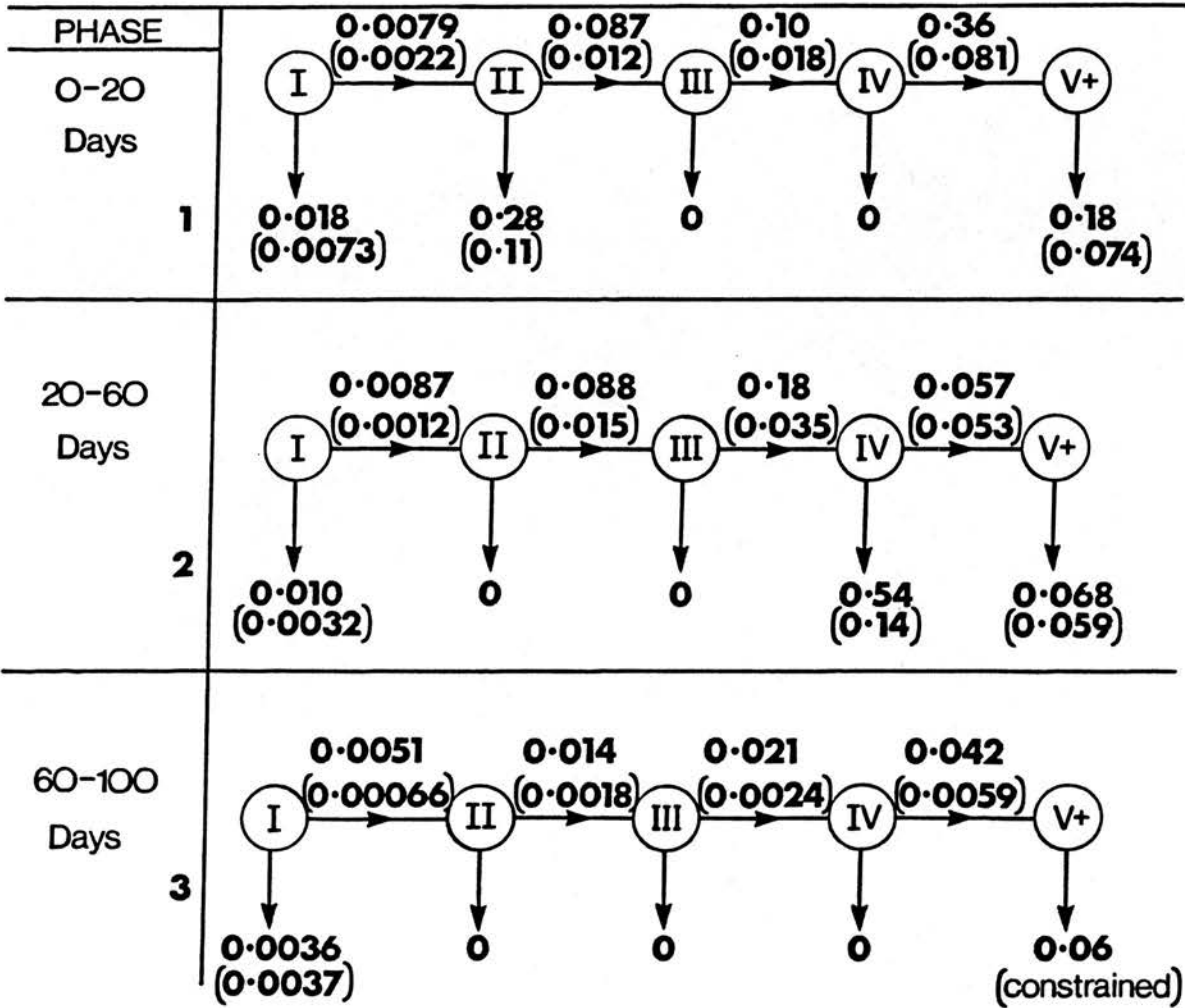 PHASE
0-20
Days
1
0·0079 0·087 0·10 0·36
(0·0022) (0·012) (0·018) (0·081)
I II III IV V+
0·018 0·28 0 0 0·18
(0·0073) (0·11) (0·074)
20-60
Days
2
0·0087 0·088 0·18 0·057
(0·0012) (0·015) (0·035) (0·053)
I II III IV V+
0·010 0 0 0·54 0·068
(0·0032) (0·14) (0·059)
60-100
Days
3
0·0051 0·014 0·021 0·042
(0·00066) (0·0018) (0·0024) (0·0059)
I II III IV V+
0·0036 0 0 0 0·06
(0·0037) (constrained)